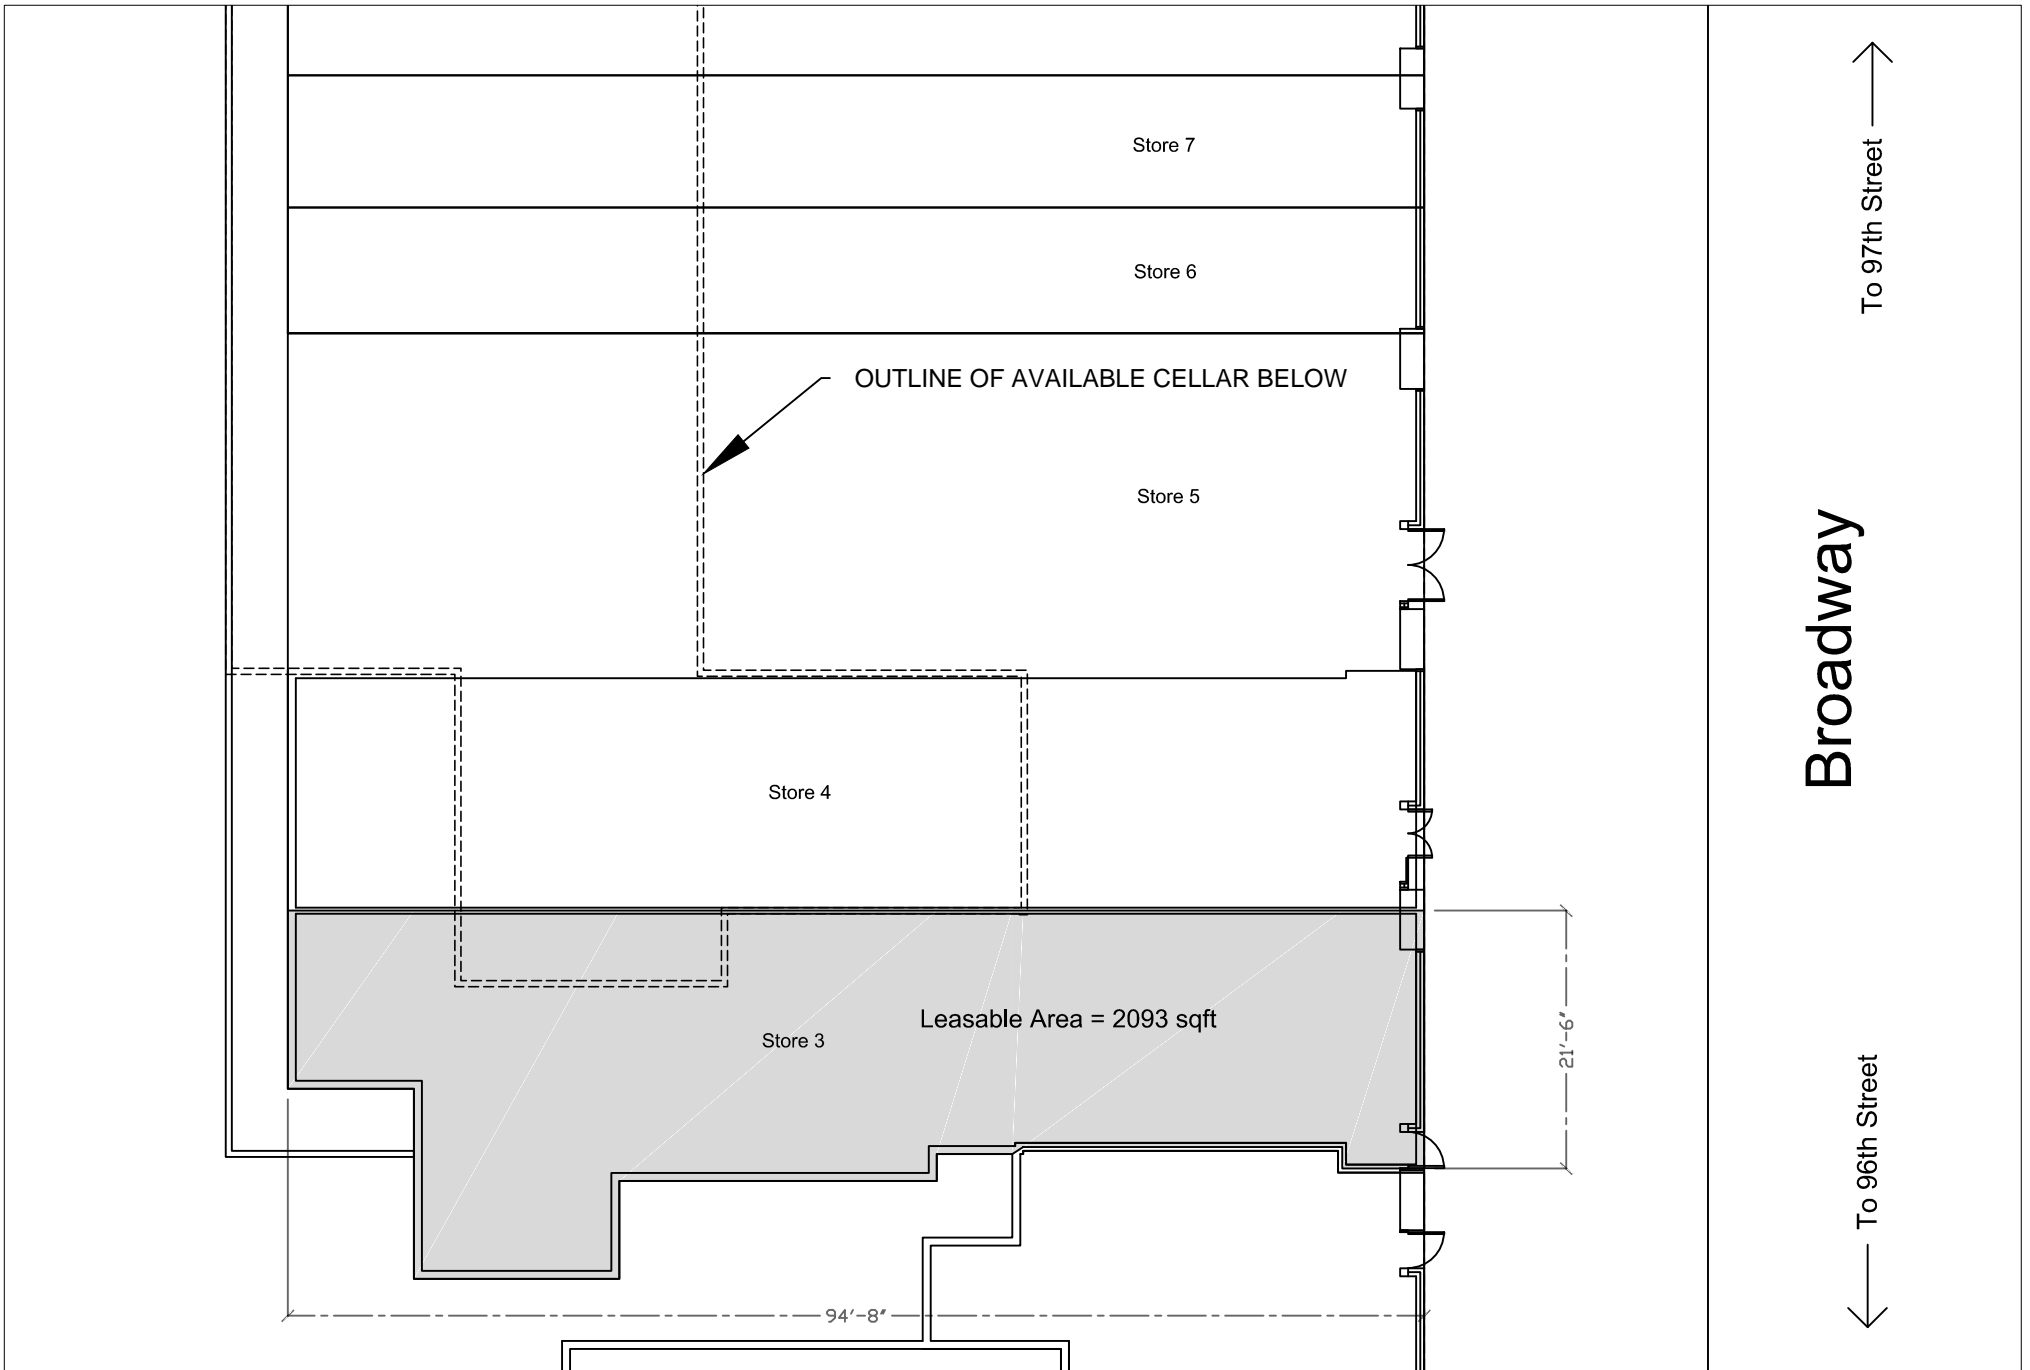 Store 7
To 97th Street
Store 6
OUTLINE OF AVAILABLE CELLAR BELOW
Store 5
Broadway
Store 4
Leasable Area = 2093 sqft
Store 3
21'-6"
To 96th Street
94'-8"